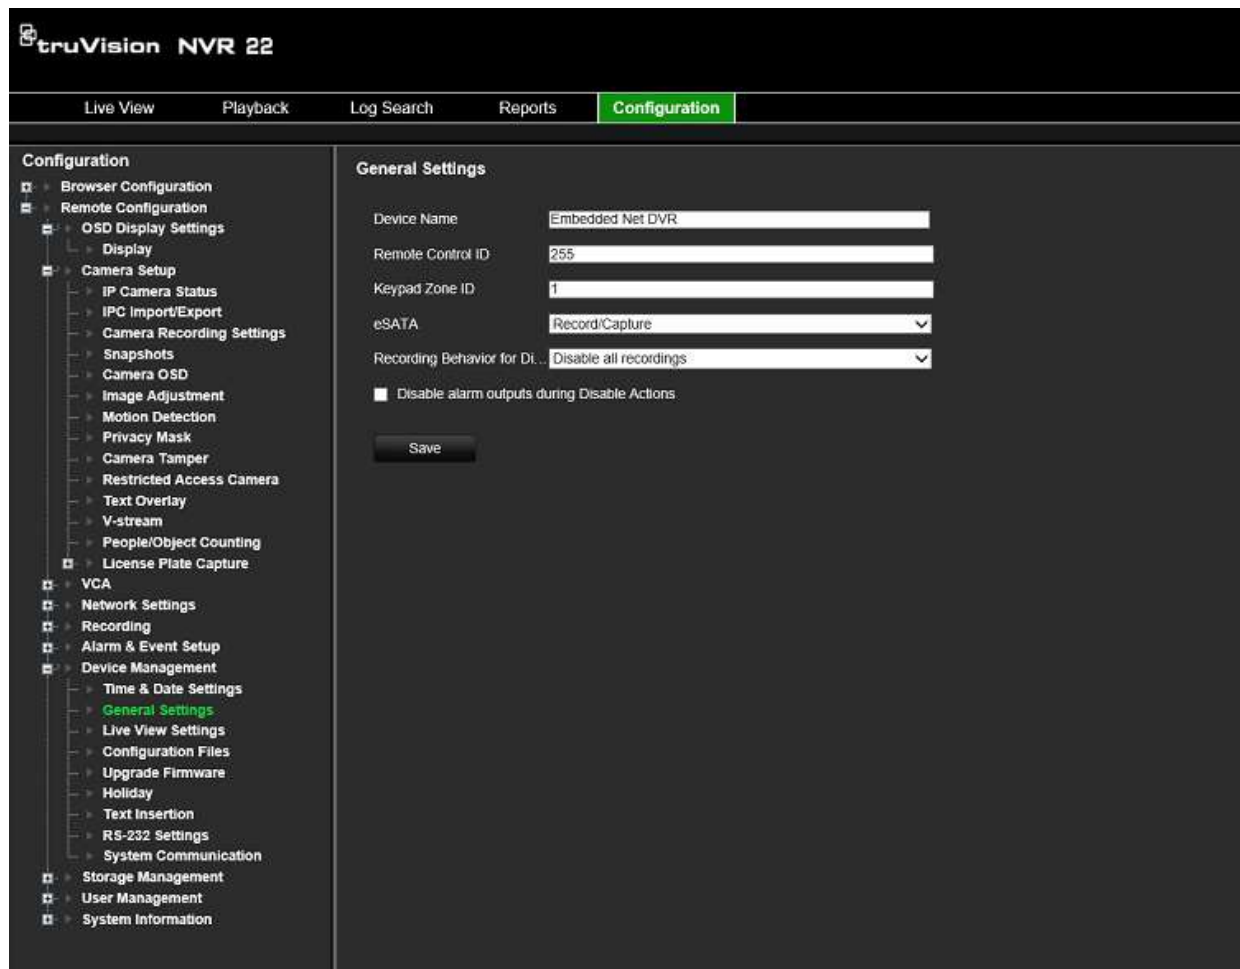 truVision NVR 22
Live View Playback Log Search Reports Configuration
Configuration
Browser Configuration
Remote Configuration
OSD Display Settings
Display
Camera Setup
IP Camera Status
IPC Import/Export
Camera Recording Settings
Snapshots
Camera OSD
Image Adjustment
Motion Detection
Privacy Mask
Camera Tamper
Restricted Access Camera
Text Overlay
V-stream
People/Object Counting
License Plate Capture
VCA
Network Settings
Recording
Alarm & Event Setup
Device Management
Time & Date Settings
General Settings
Live View Settings
Configuration Files
Upgrade Firmware
Holiday
Text Insertion
RS-232 Settings
System Communication
Storage Management
User Management
System Information
General Settings
Device Name Embedded Net DVR
Remote Control ID 255
Keypad Zone ID 1
eSATA Record/Capture
Recording Behavior for Di... Disable all recordings
Disable alarm outputs during Disable Actions
Save